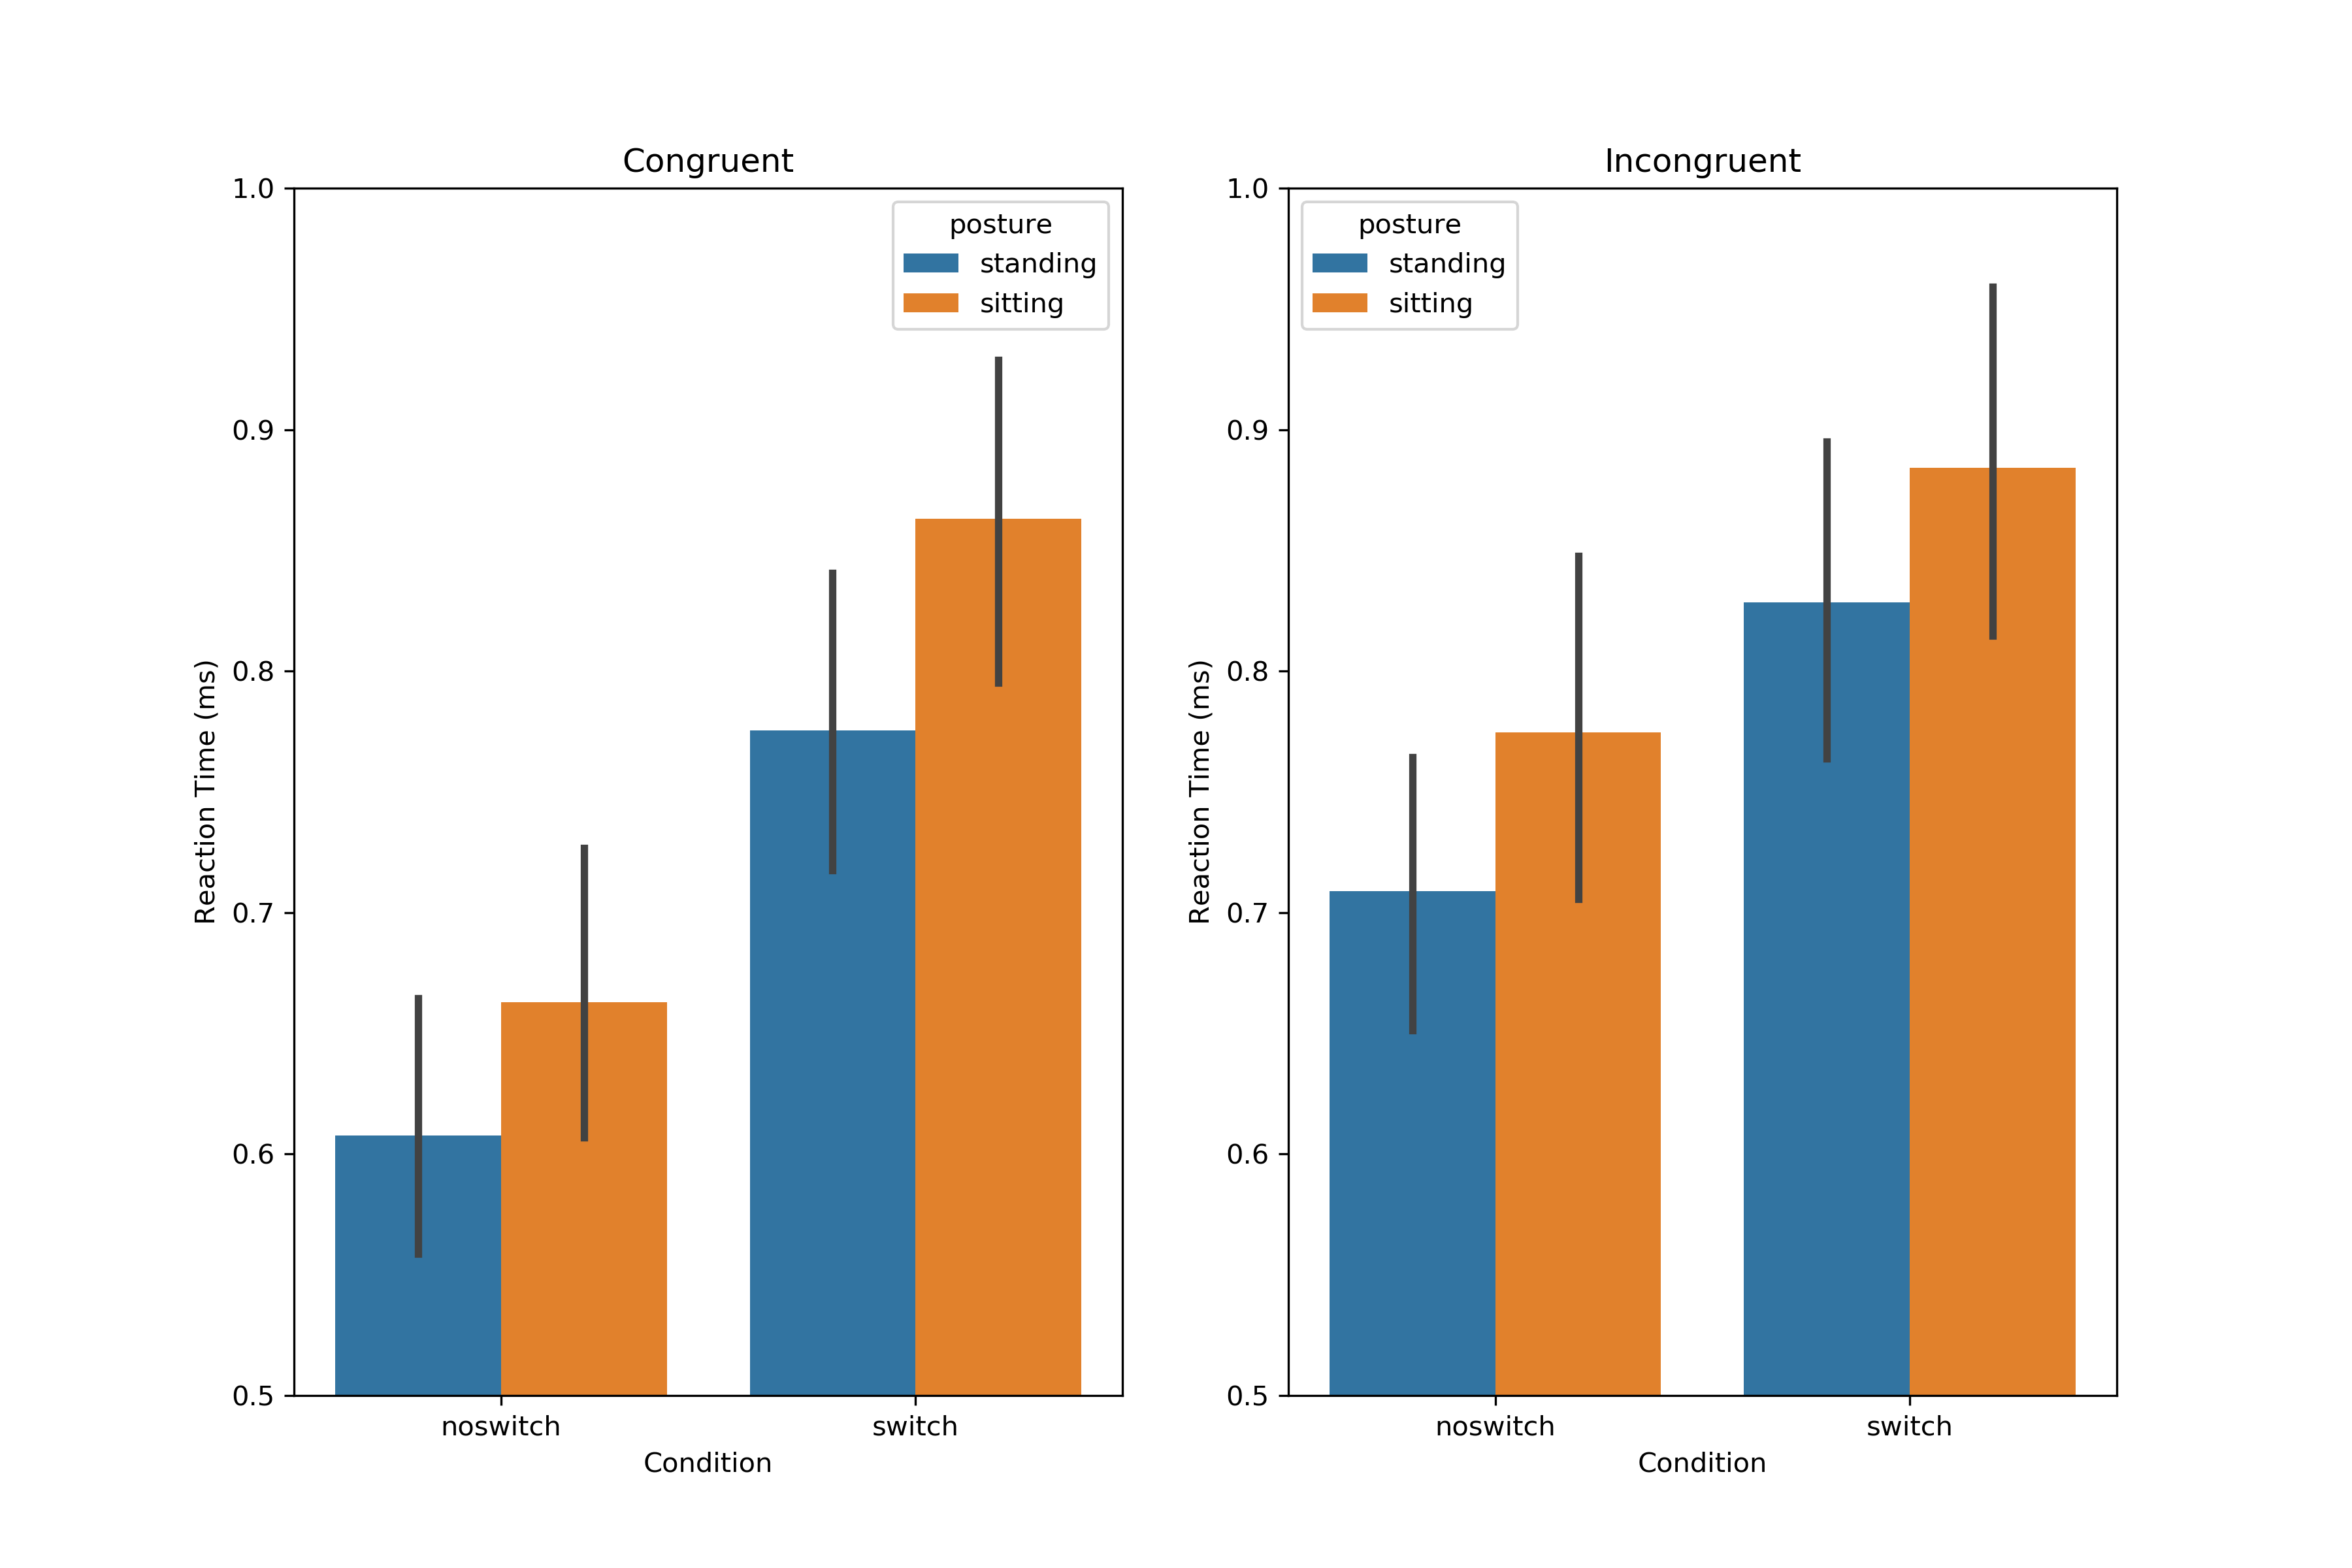 Congruent
1.0
0.9
0.8
0.7
0.6
0.5
Reaction Time (ms)
posture
standing
sitting
noswitch
switch
Condition
Incongruent
1.0
0.9
0.8
0.7
0.6
0.5
Reaction Time (ms)
posture
standing
sitting
noswitch
switch
Condition